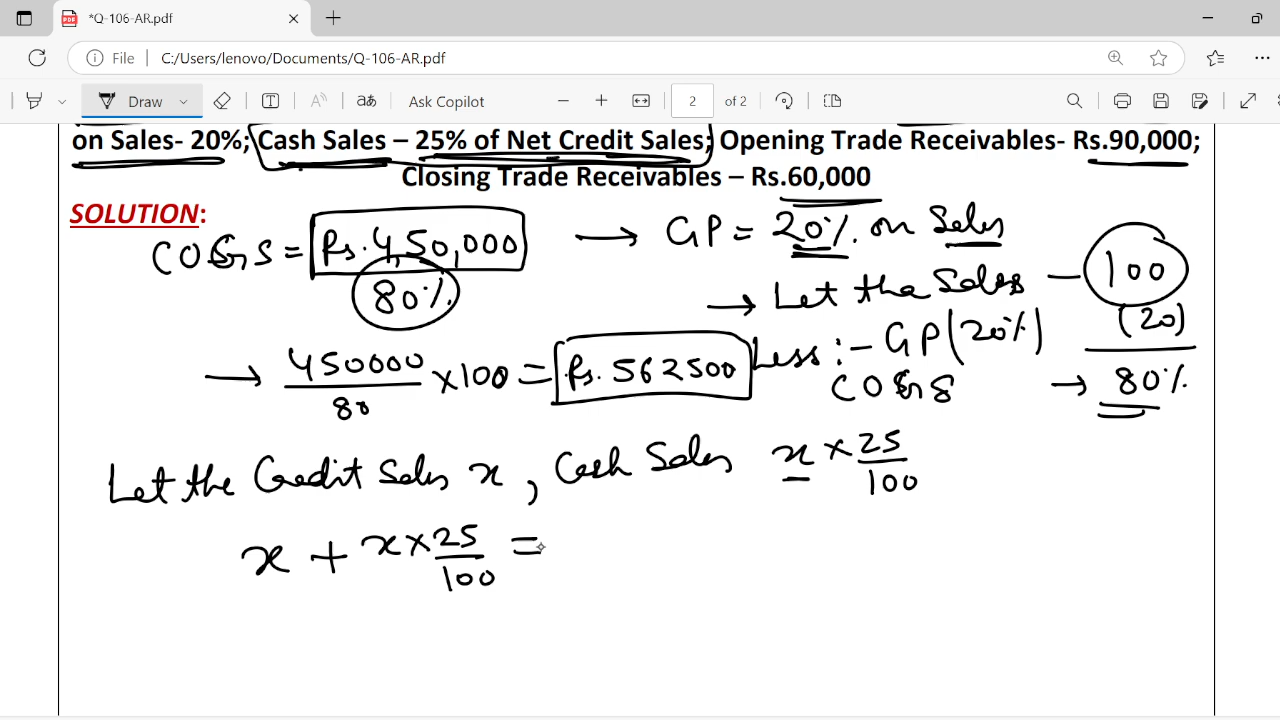 *Q-106-AR.pdf
File | C:/Users/lenovo/Documents/Q-106-AR.pdf
Draw Ask Copilot 2 of 2
on Sales- 20%; Cash Sales – 25% of Net Credit Sales; Opening Trade Receivables- Rs.90,000;
Closing Trade Receivables – Rs.60,000
SOLUTION:
COGS = Rs. 4,50,000 → GP = 20% on Sales
80% → Let the Sales — 100
Less :- GP (20%) (20)
→ 450000/80 × 100 = Rs. 562500 COGS → 80%
Let the Credit Sales x, Cash Sales x × 25/100
x + x × 25/100 =